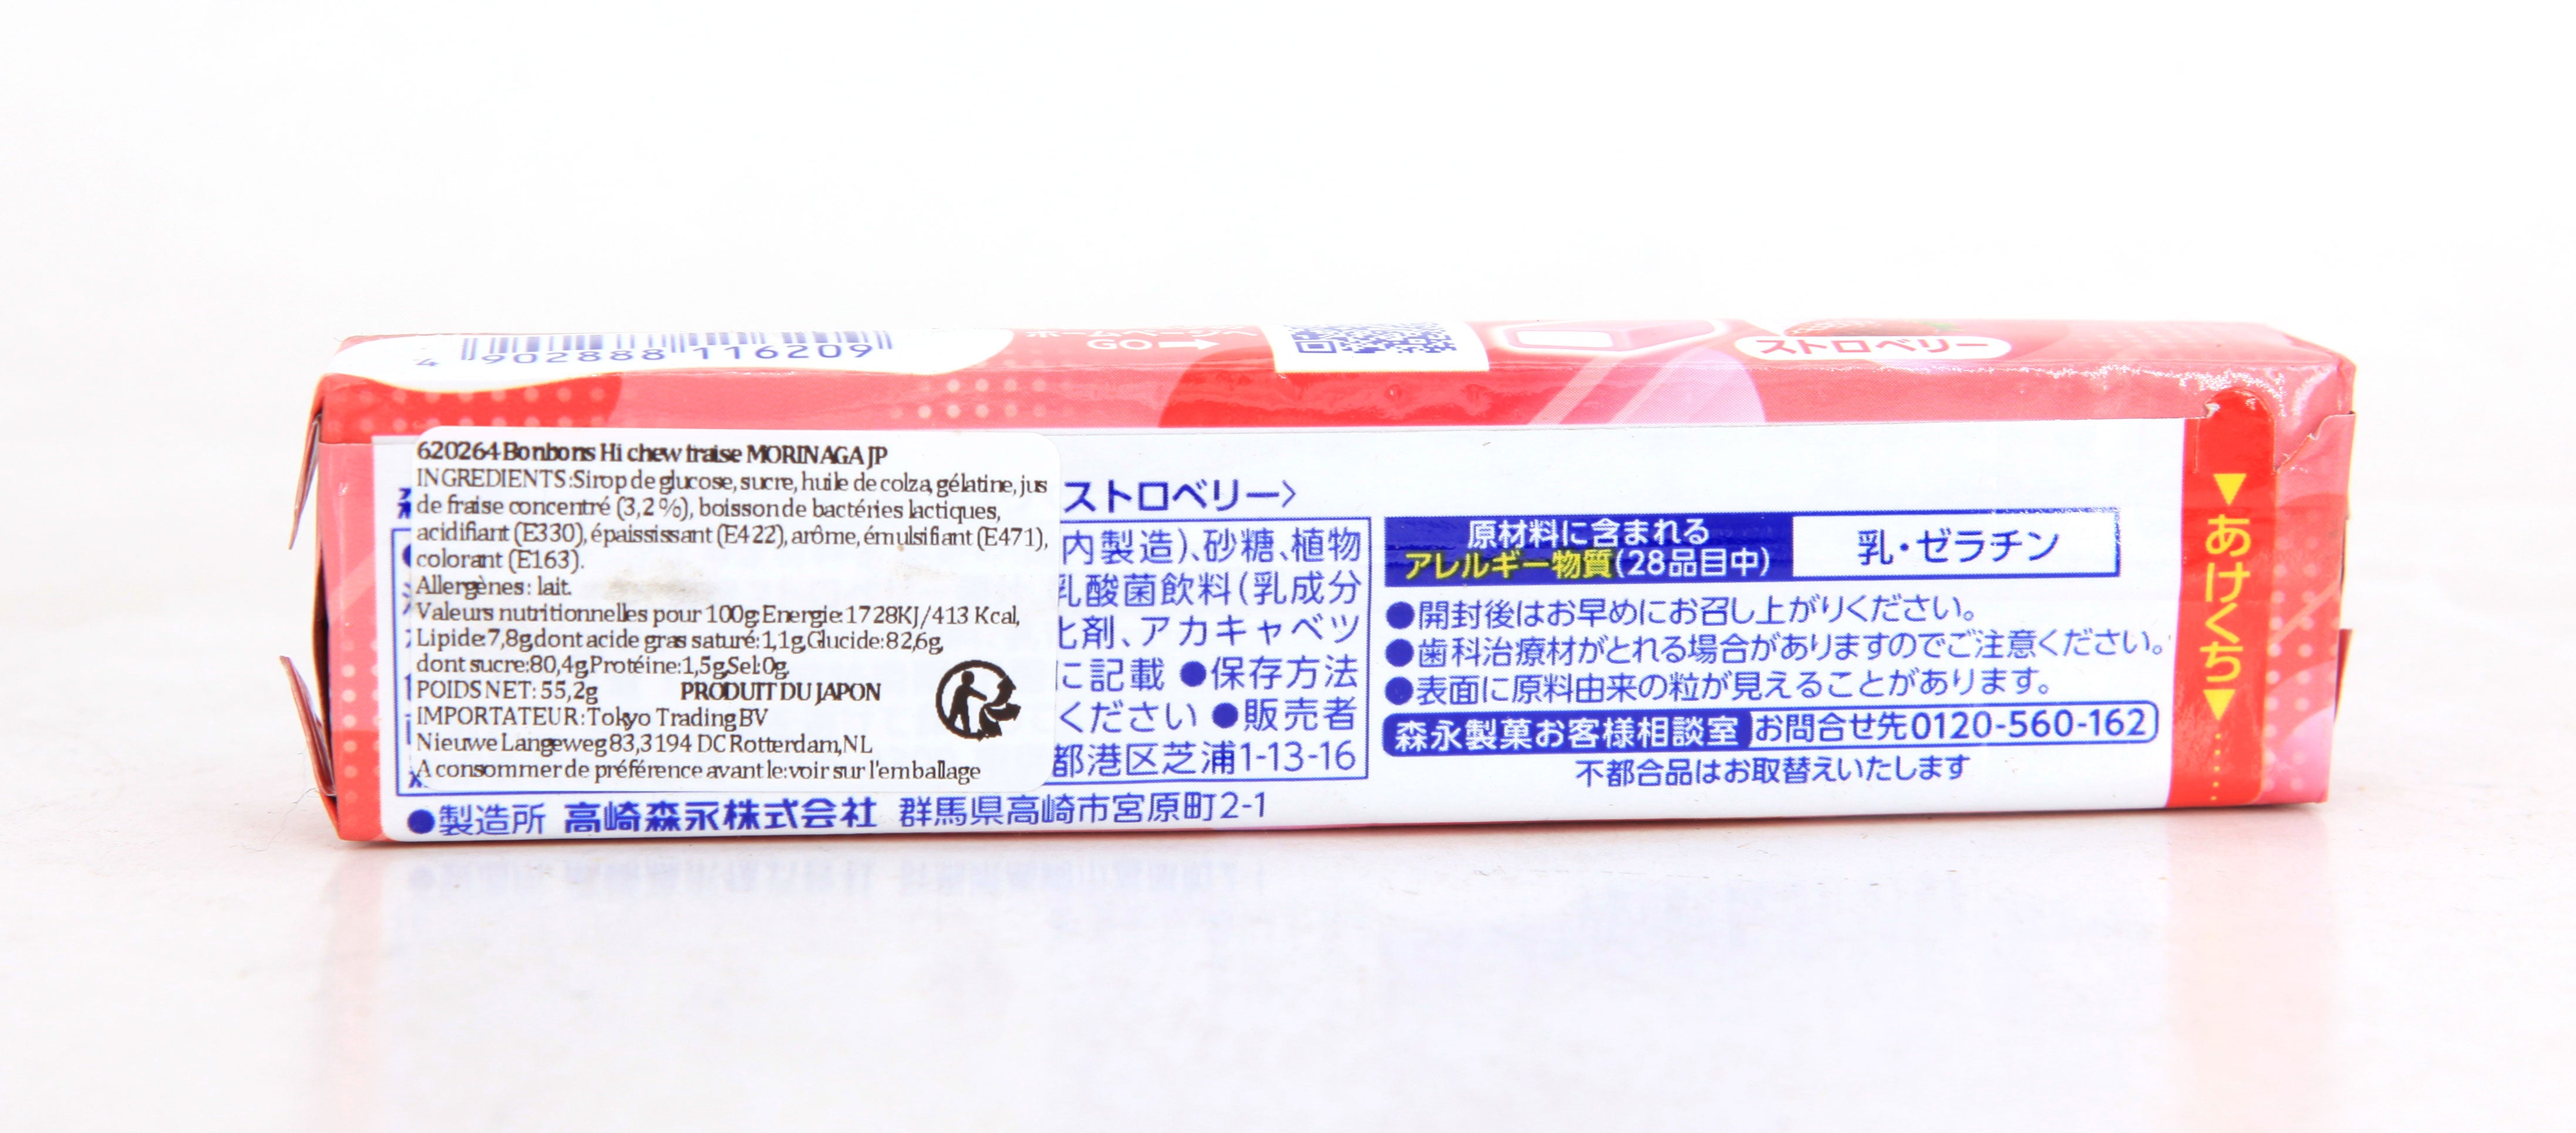 4 902888 116209
ホームページへ
GO
ストロベリー
620264 Bonbons Hi chew fraise MORINAGA JP
INGREDIENTS :Sirop de glucose, sucre, huile de colza, gélatine, jus
de fraise concentré (3,2 %), boisson de bactéries lactiques,
acidifiant (E330), épaississant (E422), arôme, émulsifiant (E471),
colorant (E163).
Allergènes : lait.
Valeurs nutritionnelles pour 100g:Energie:1728KJ/413 Kcal,
Lipide:7,8g,dont acide gras saturé:1,1g,Glucide:82,6g,
dont sucre:80,4g,Protéine:1,5g,Sel:0g,
POIDS NET : 55,2g PRODUIT DU JAPON
IMPORTATEUR :Tokyo Trading BV
Nieuwe Langeweg 83,3194 DC Rotterdam,NL
A consommer de préférence avant le:voir sur l'emballage
ストロベリー〉
内製造)、砂糖、植物
乳酸菌飲料(乳成分
化剤、アカキャベツ
に記載 ●保存方法
ください ●販売者
都港区芝浦1-13-16
●製造所 高崎森永株式会社 群馬県高崎市宮原町2-1
原材料に含まれる
アレルギー物質(28品目中)
乳・ゼラチン
●開封後はお早めにお召し上がりください。
●歯科治療材がとれる場合がありますのでご注意ください。
●表面に原料由来の粒が見えることがあります。
森永製菓お客様相談室 お問合せ先0120-560-162
不都合品はお取替えいたします
▼あけくち▼